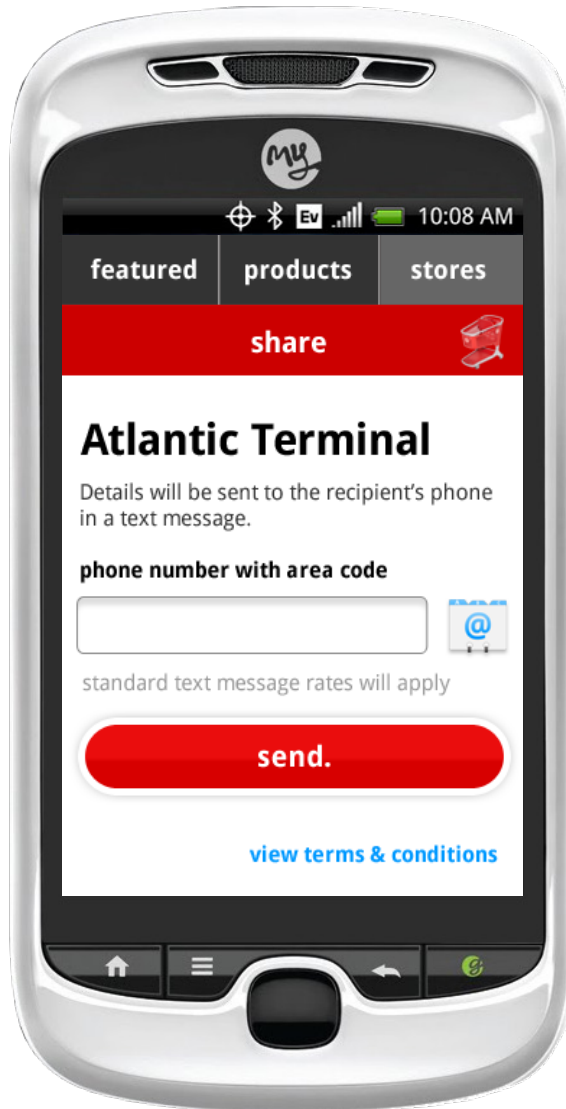 my
Ev 10:08 AM
featured products stores
share
Atlantic Terminal
Details will be sent to the recipient’s phone
in a text message.
phone number with area code
@
standard text message rates will apply
send.
view terms & conditions